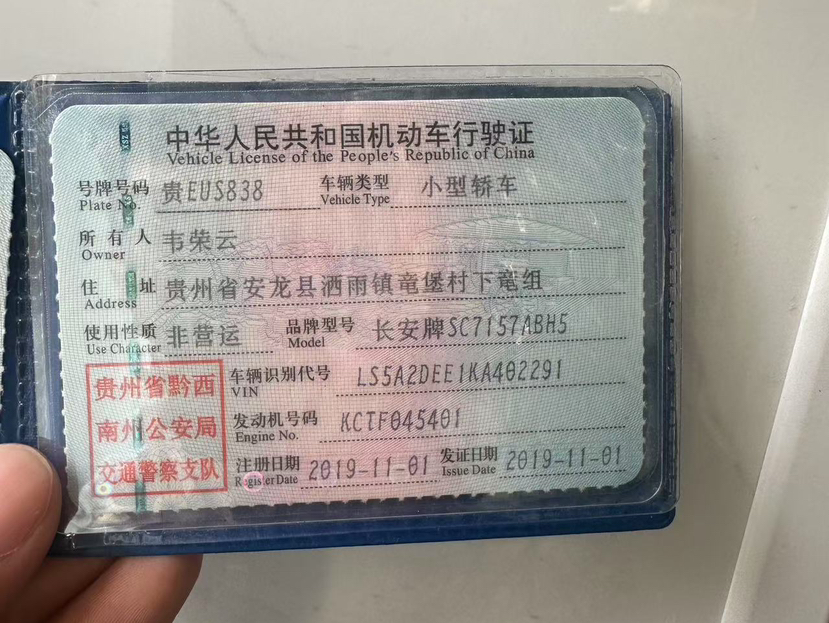 中华人民共和国机动车行驶证
Vehicle License of the People's Republic of China
号牌号码 贵EUS838 车辆类型 小型轿车
Plate No. Vehicle Type
所有人 韦荣云
Owner
住址 贵州省安龙县洒雨镇竜堡村下竜组
Address
使用性质 非营运 品牌型号 长安牌SC7157ABH5
Use Character Model
贵州省黔西南州公安局交通警察支队
车辆识别代号 LS5A2DEE1KA402291
VIN
发动机号码 KCTF045401
Engine No.
注册日期 2019-11-01 发证日期 2019-11-01
Register Date Issue Date